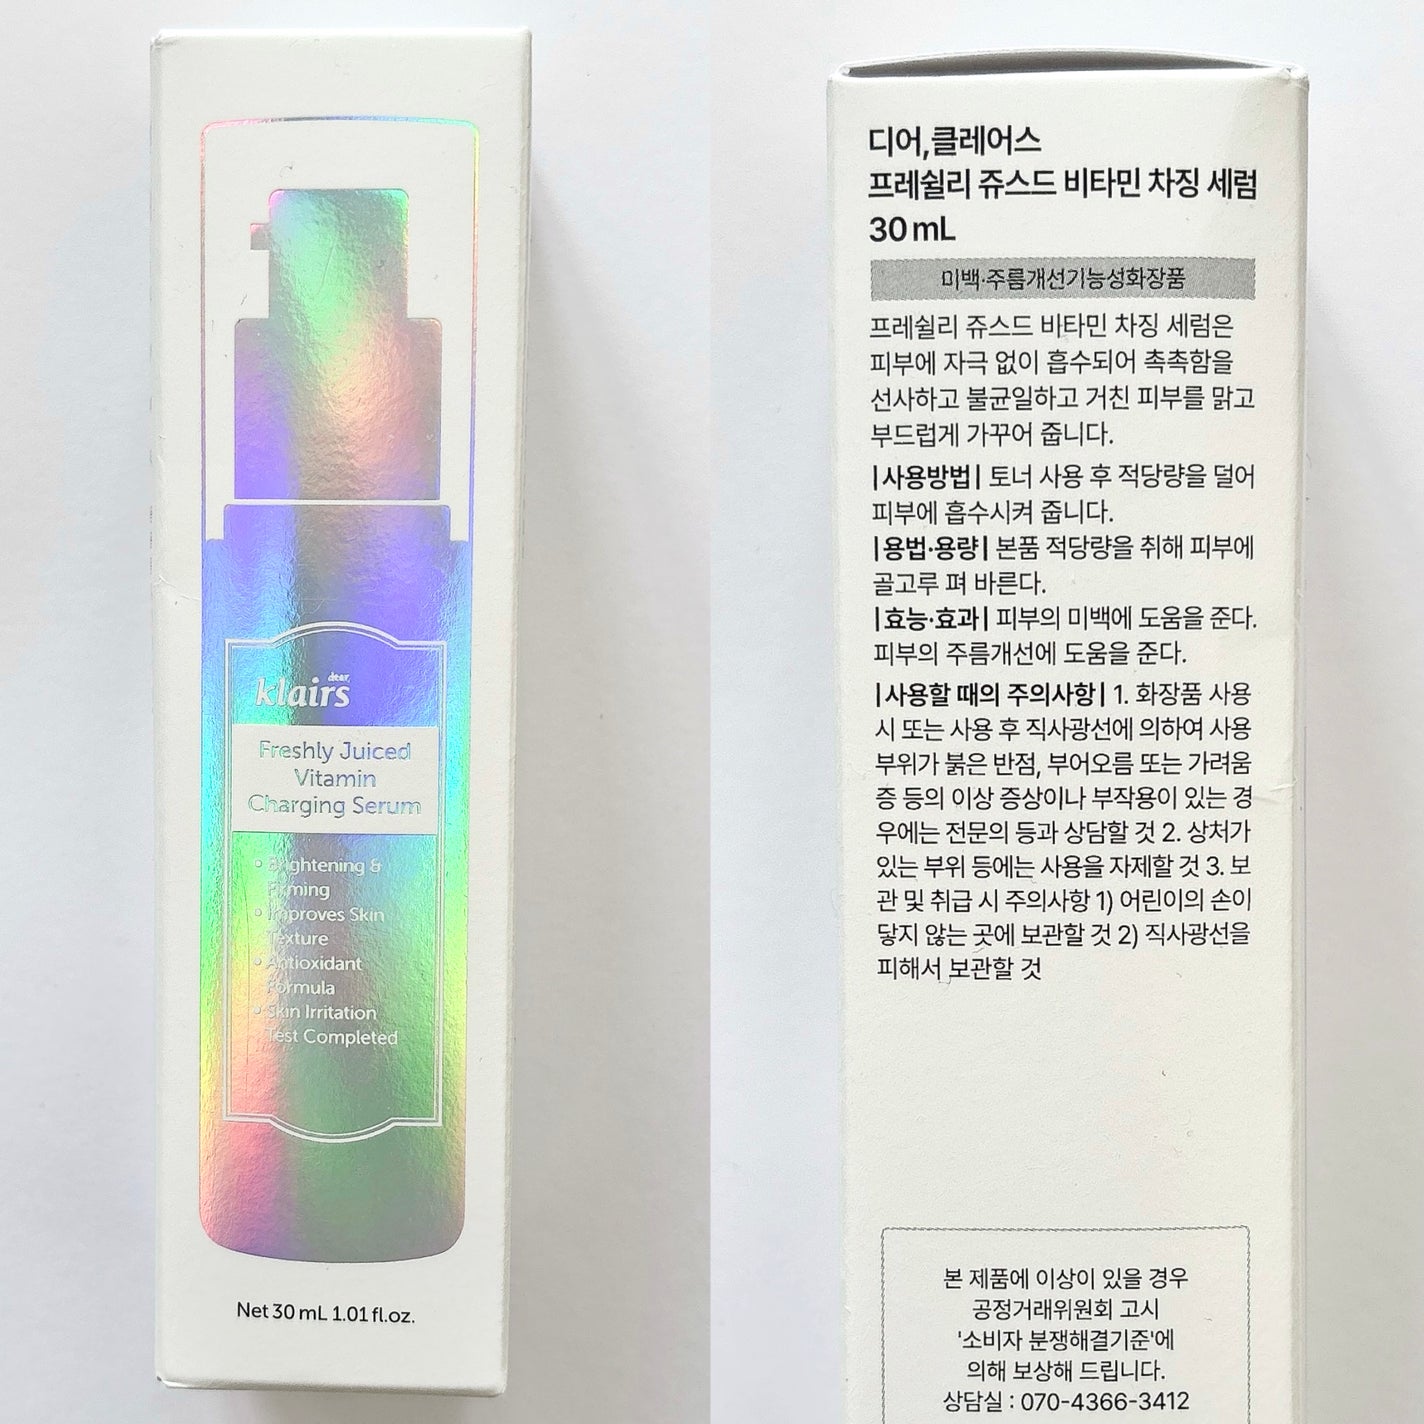 dear,
klairs
Freshly Juiced
Vitamin
Charging Serum
• Brightening &
Firming
• Improves Skin
Texture
• Antioxidant
Formula
• Skin Irritation
Test Completed
Net 30 mL 1.01 fl.oz.
디어,클레어스
프레쉴리 쥬스드 비타민 차징 세럼
30 mL
미백·주름개선기능성화장품
프레쉴리 쥬스드 비타민 차징 세럼은
피부에 자극 없이 흡수되어 촉촉함을
선사하고 불균일하고 거친 피부를 맑고
부드럽게 가꾸어 줍니다.
|사용방법| 토너 사용 후 적당량을 덜어
피부에 흡수시켜 줍니다.
|용법·용량| 본품 적당량을 취해 피부에
골고루 펴 바른다.
|효능·효과| 피부의 미백에 도움을 준다.
피부의 주름개선에 도움을 준다.
|사용할 때의 주의사항| 1. 화장품 사용
시 또는 사용 후 직사광선에 의하여 사용
부위가 붉은 반점, 부어오름 또는 가려움
증 등의 이상 증상이나 부작용이 있는 경
우에는 전문의 등과 상담할 것 2. 상처가
있는 부위 등에는 사용을 자제할 것 3. 보
관 및 취급 시 주의사항 1) 어린이의 손이
닿지 않는 곳에 보관할 것 2) 직사광선을
피해서 보관할 것
본 제품에 이상이 있을 경우
공정거래위원회 고시
'소비자 분쟁해결기준'에
의해 보상해 드립니다.
상담실 : 070-4366-3412